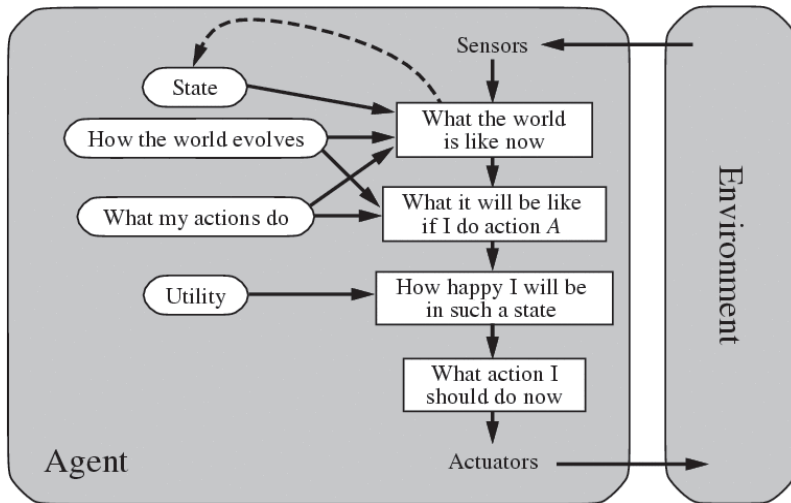 Sensors
State
What the world
is like now
How the world evolves
What it will be like
if I do action A
What my actions do
How happy I will be
in such a state
Utility
What action I
should do now
Agent
Actuators
Environment